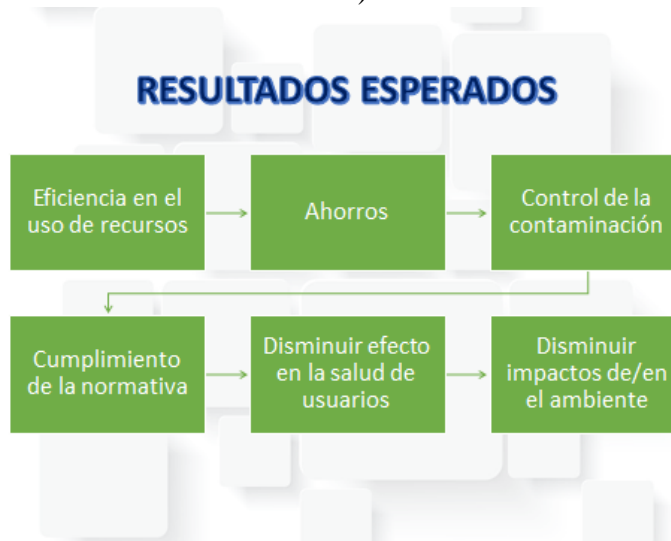 RESULTADOS ESPERADOS
Eficiencia en el
uso de recursos
Ahorros
Control de la
contaminación
Cumplimiento
de la normativa
Disminuir efecto
en la salud de
usuarios
Disminuir
impactos de/en
el ambiente